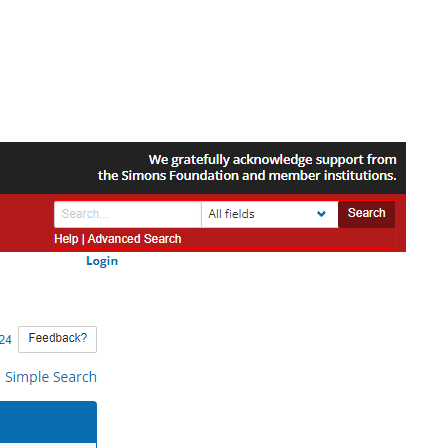 We gratefully acknowledge support from
the Simons Foundation and member institutions.
Search...
All fields
Search
Help | Advanced Search
Login
24
Feedback?
Simple Search